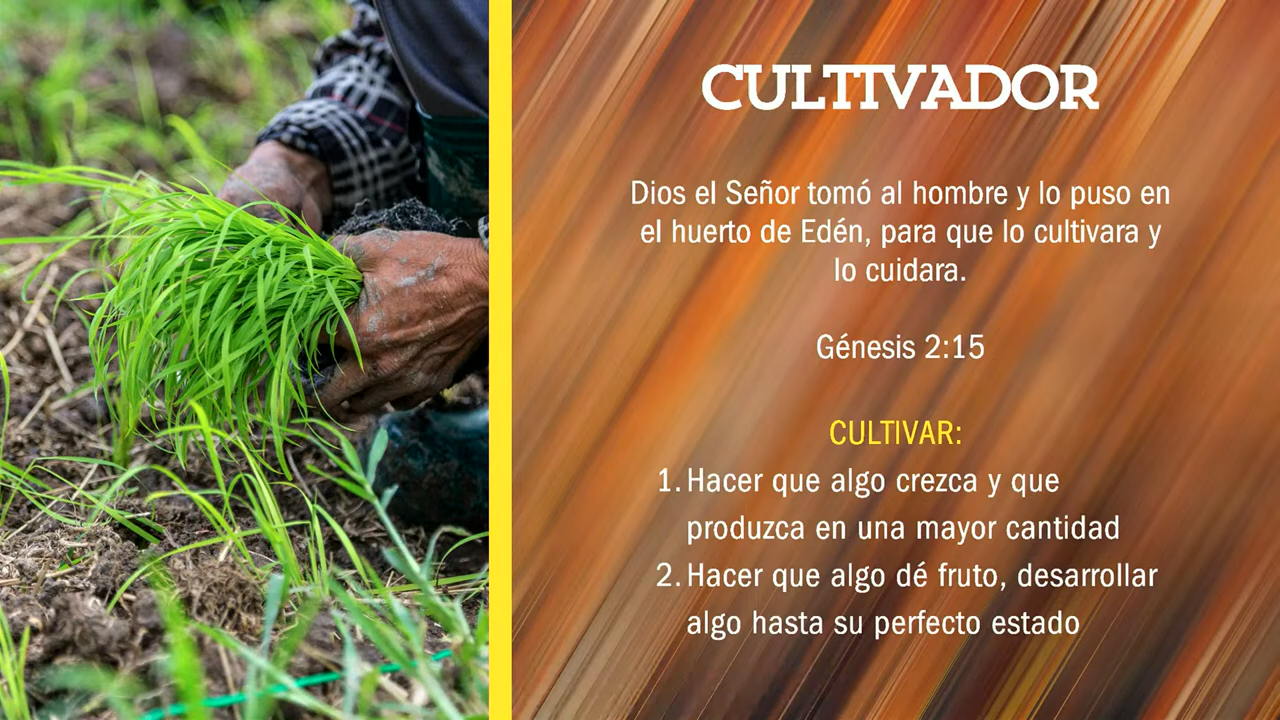 CULTIVADOR
Dios el Señor tomó al hombre y lo puso en
el huerto de Edén, para que lo cultivara y
lo cuidara.
Génesis 2:15
CULTIVAR:
1. Hacer que algo crezca y que
produzca en una mayor cantidad
2. Hacer que algo dé fruto, desarrollar
algo hasta su perfecto estado